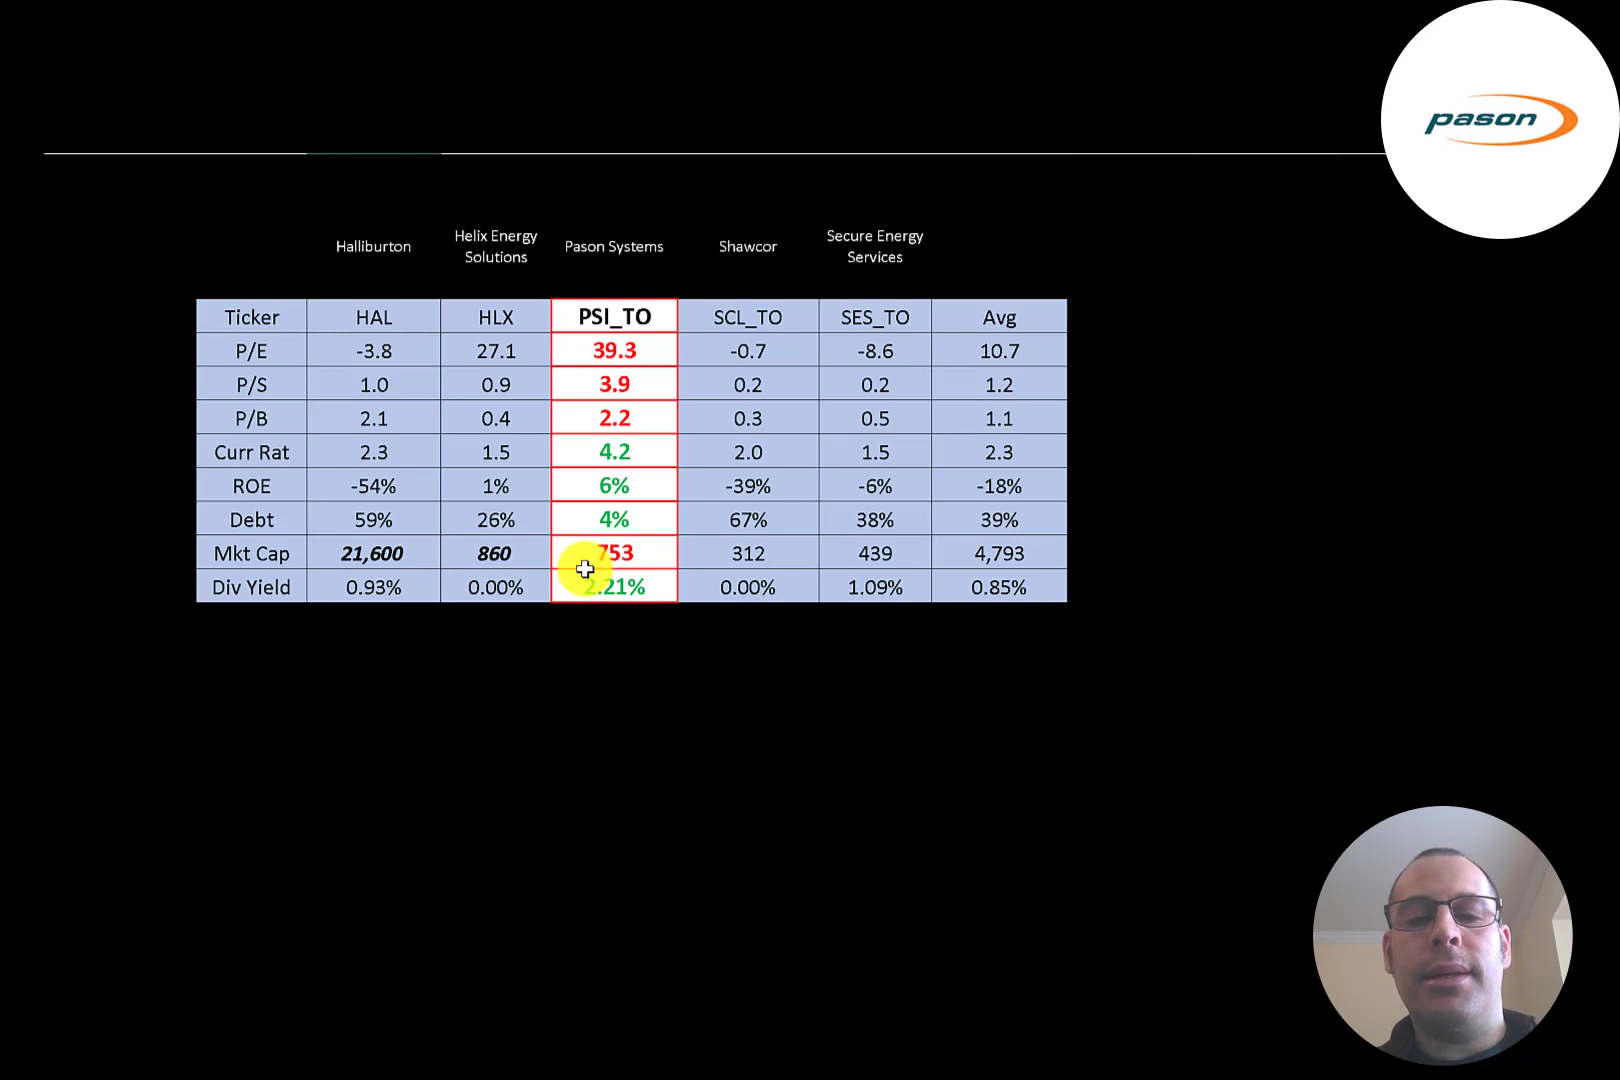 pason
Halliburton
Helix Energy
Solutions
Pason Systems
Shawcor
Secure Energy
Services
Ticker HAL HLX PSI_TO SCL_TO SES_TO Avg
P/E -3.8 27.1 39.3 -0.7 -8.6 10.7
P/S 1.0 0.9 3.9 0.2 0.2 1.2
P/B 2.1 0.4 2.2 0.3 0.5 1.1
Curr Rat 2.3 1.5 4.2 2.0 1.5 2.3
ROE -54% 1% 6% -39% -6% -18%
Debt 59% 26% 4% 67% 38% 39%
Mkt Cap 21,600 860 753 312 439 4,793
Div Yield 0.93% 0.00% 2.21% 0.00% 1.09% 0.85%